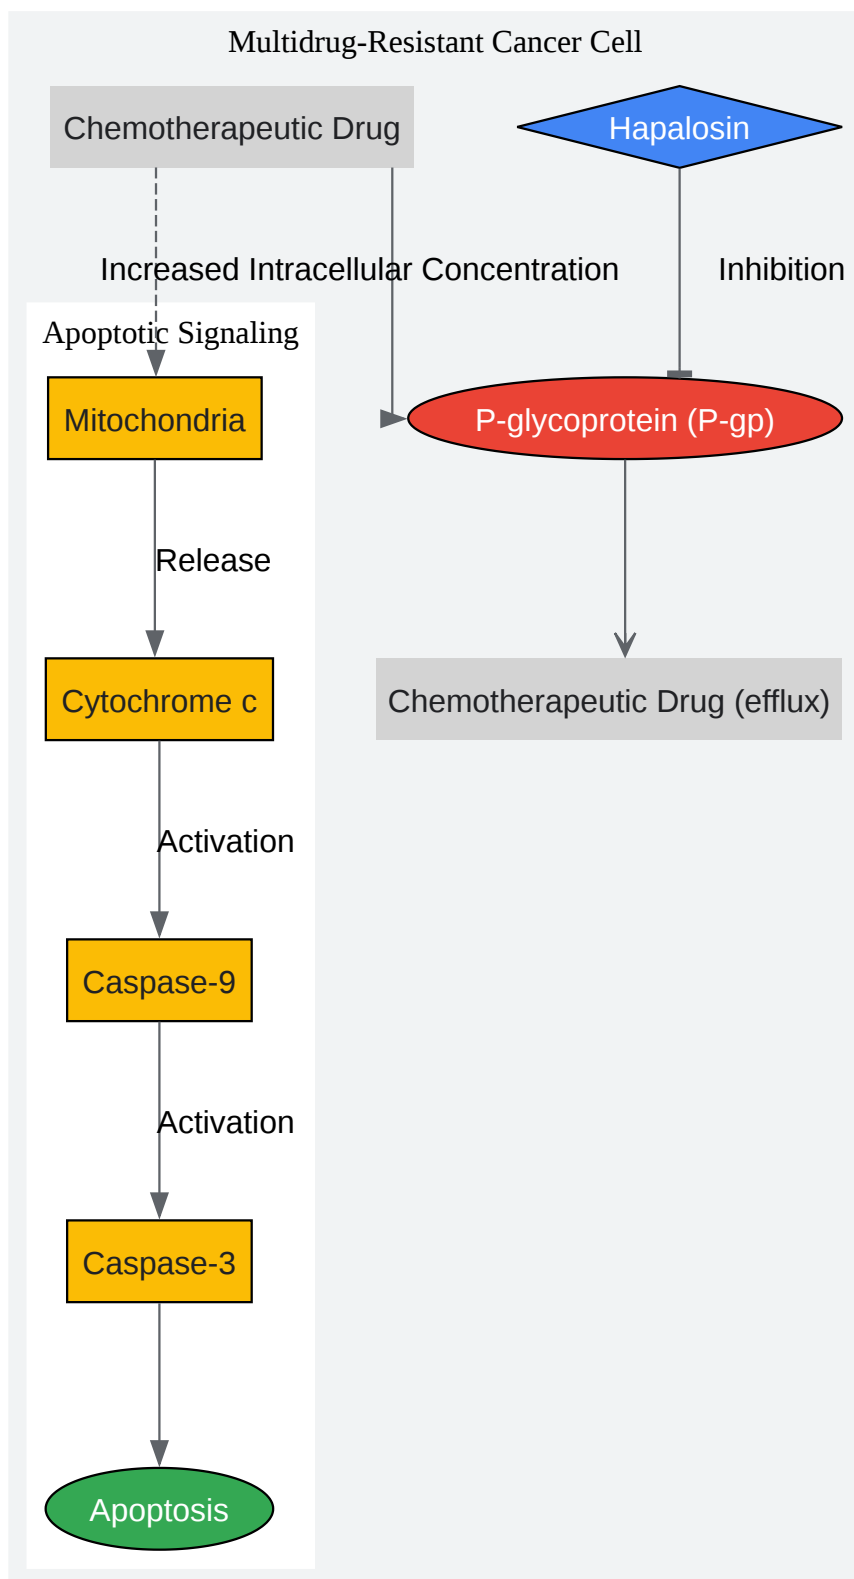 Multidrug-Resistant Cancer Cell
Chemotherapeutic Drug
Hapalosin
Increased Intracellular Concentration
Inhibition
Apoptotic Signaling
Mitochondria
P-glycoprotein (P-gp)
Release
Cytochrome c
Chemotherapeutic Drug (efflux)
Activation
Caspase-9
Activation
Caspase-3
Apoptosis